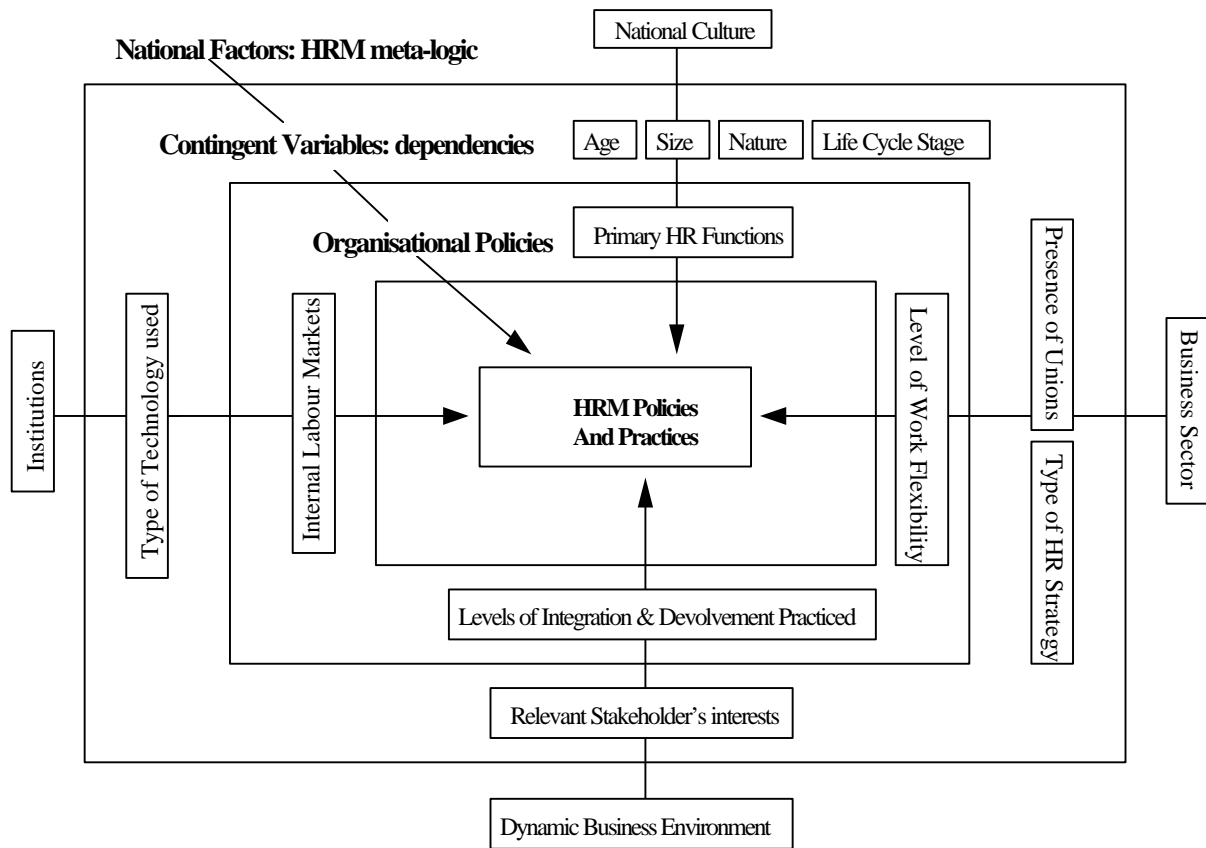 National Culture
National Factors: HRM meta-logic
Contingent Variables: dependencies
Age
Size
Nature
Life Cycle Stage
Organisational Policies
Primary HR Functions
Institutions
Type of Technology used
Internal Labour Markets
HRM Policies
And Practices
Level of Work Flexibility
Presence of Unions
Type of HR Strategy
Business Sector
Levels of Integration & Devolvement Practiced
Relevant Stakeholder’s interests
Dynamic Business Environment